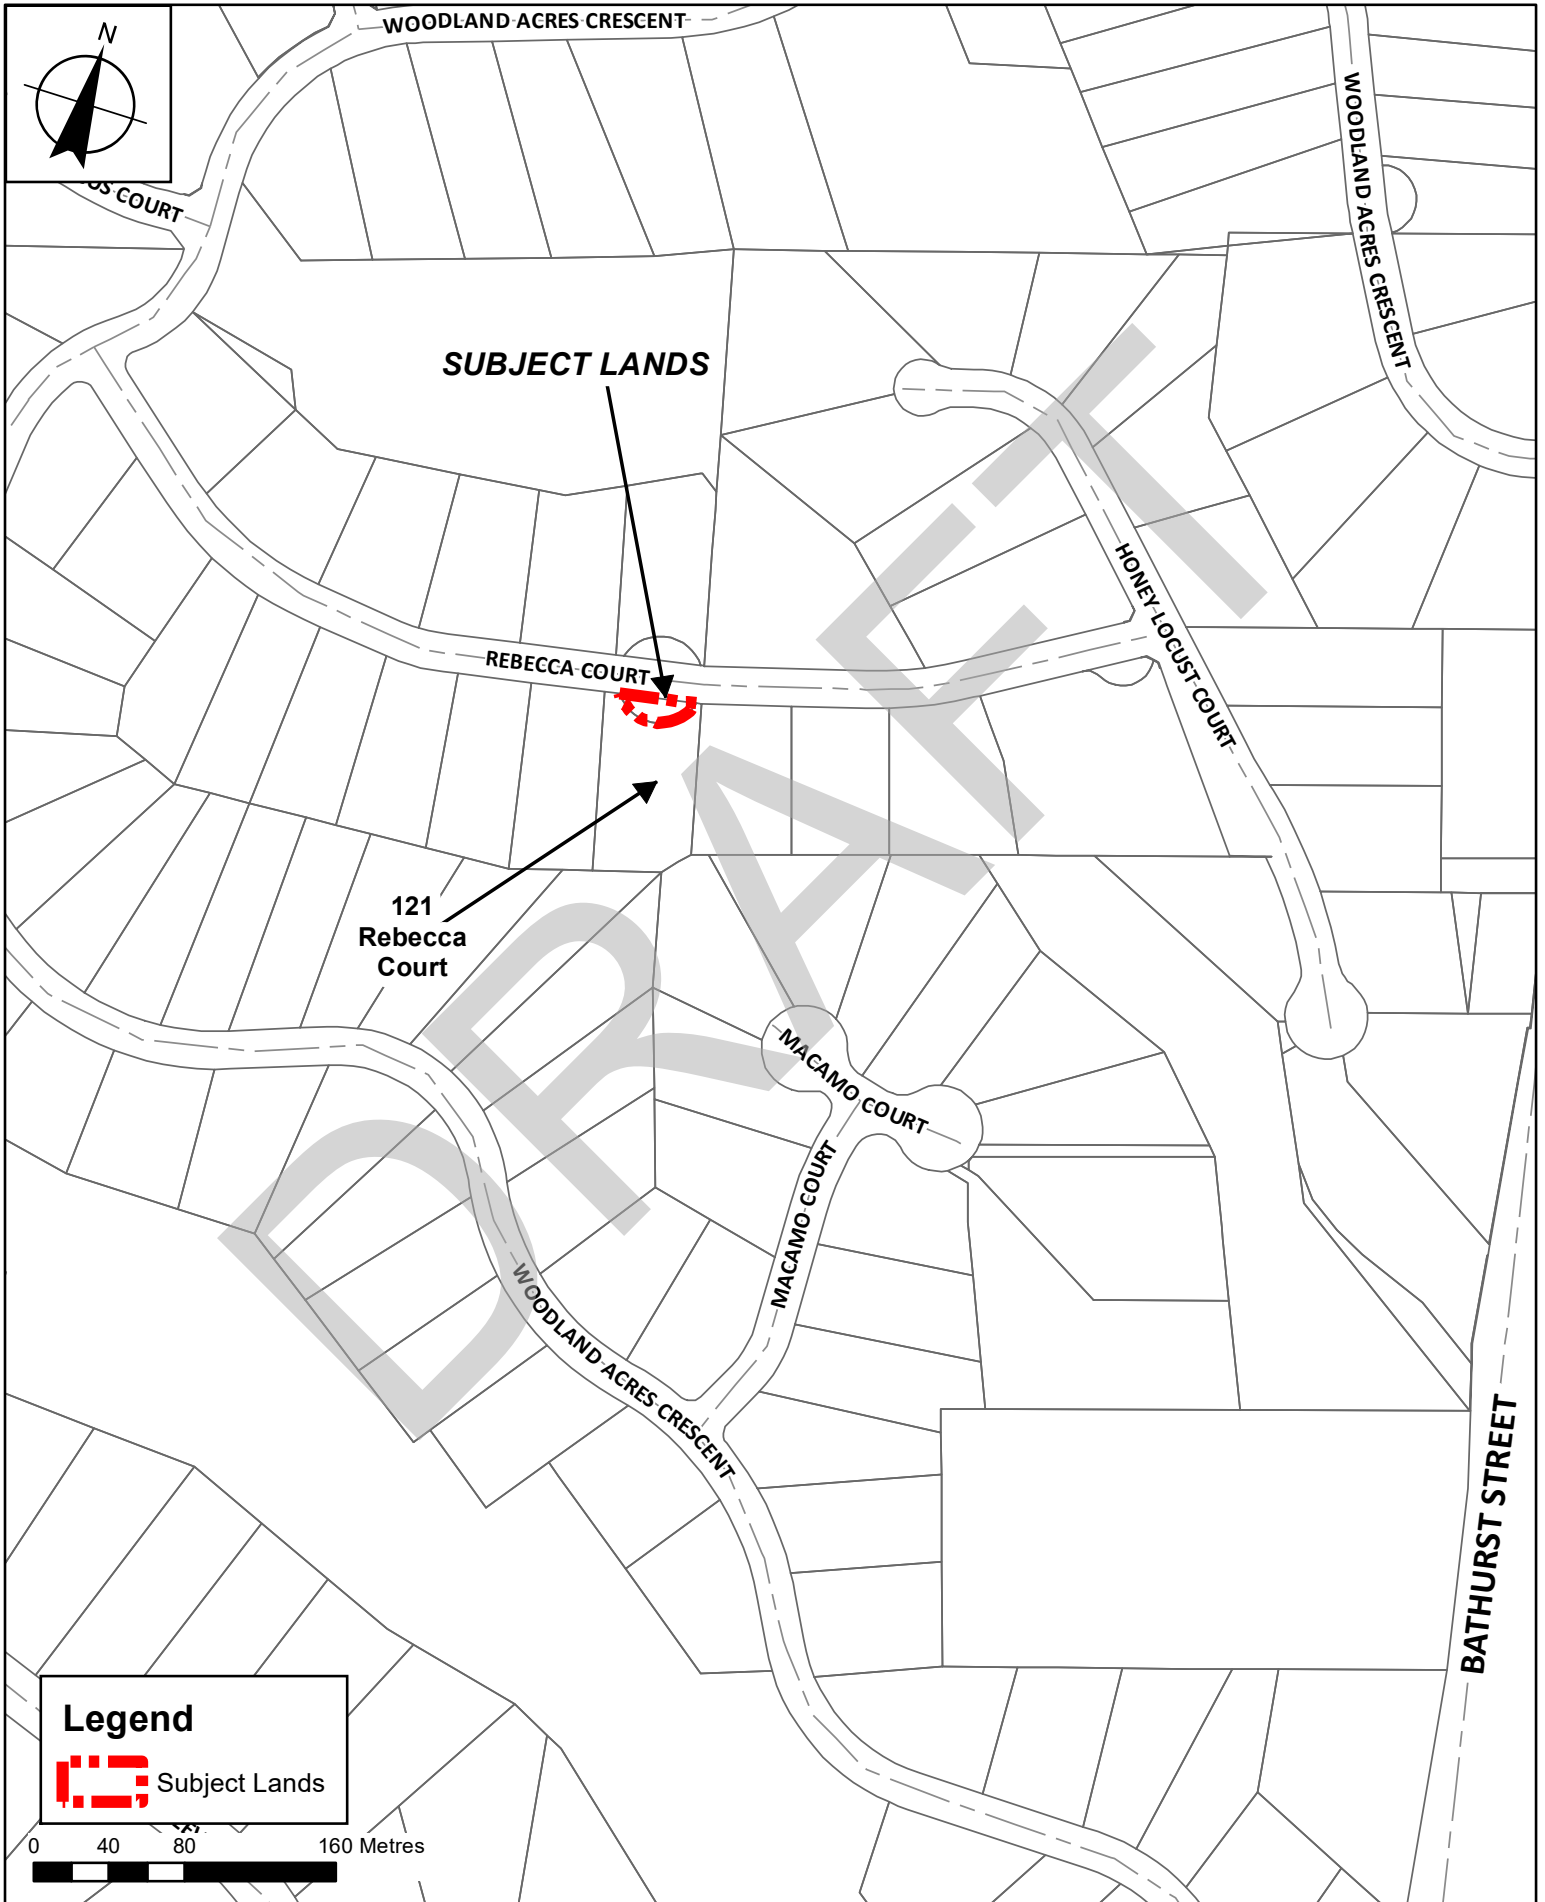 WOODLAND ACRES CRESCENT
N
US COURT
WOODLAND ACRES CRESCENT
SUBJECT LANDS
HONEY LOCUST COURT
REBECCA COURT
121
Rebecca
Court
DRAFT
MACAMO COURT
MACAMO COURT
WOODLAND ACRES CRESCENT
BATHURST STREET
Legend
Subject Lands
0 40 80 160 Metres